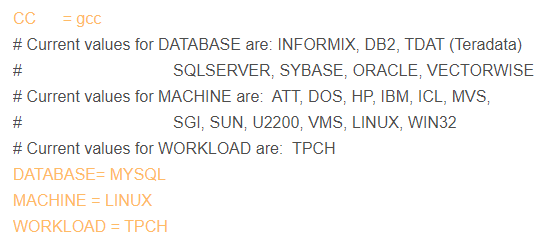 CC      = gcc
# Current values for DATABASE are: INFORMIX, DB2, TDAT (Teradata)
#                                  SQLSERVER, SYBASE, ORACLE, VECTORWISE
# Current values for MACHINE are:  ATT, DOS, HP, IBM, ICL, MVS,
#                                  SGI, SUN, U2200, VMS, LINUX, WIN32
# Current values for WORKLOAD are:  TPCH
DATABASE= MYSQL
MACHINE = LINUX
WORKLOAD = TPCH